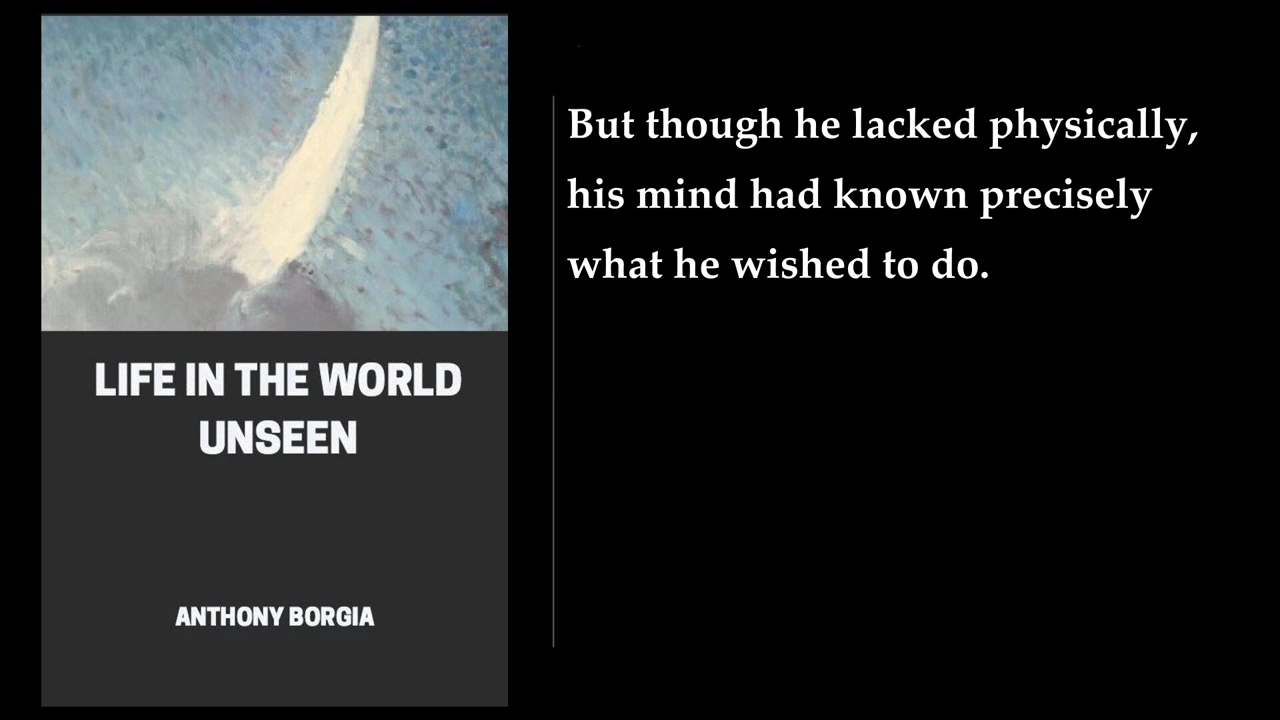 LIFE IN THE WORLD
UNSEEN
ANTHONY BORGIA
But though he lacked physically,
his mind had known precisely
what he wished to do.